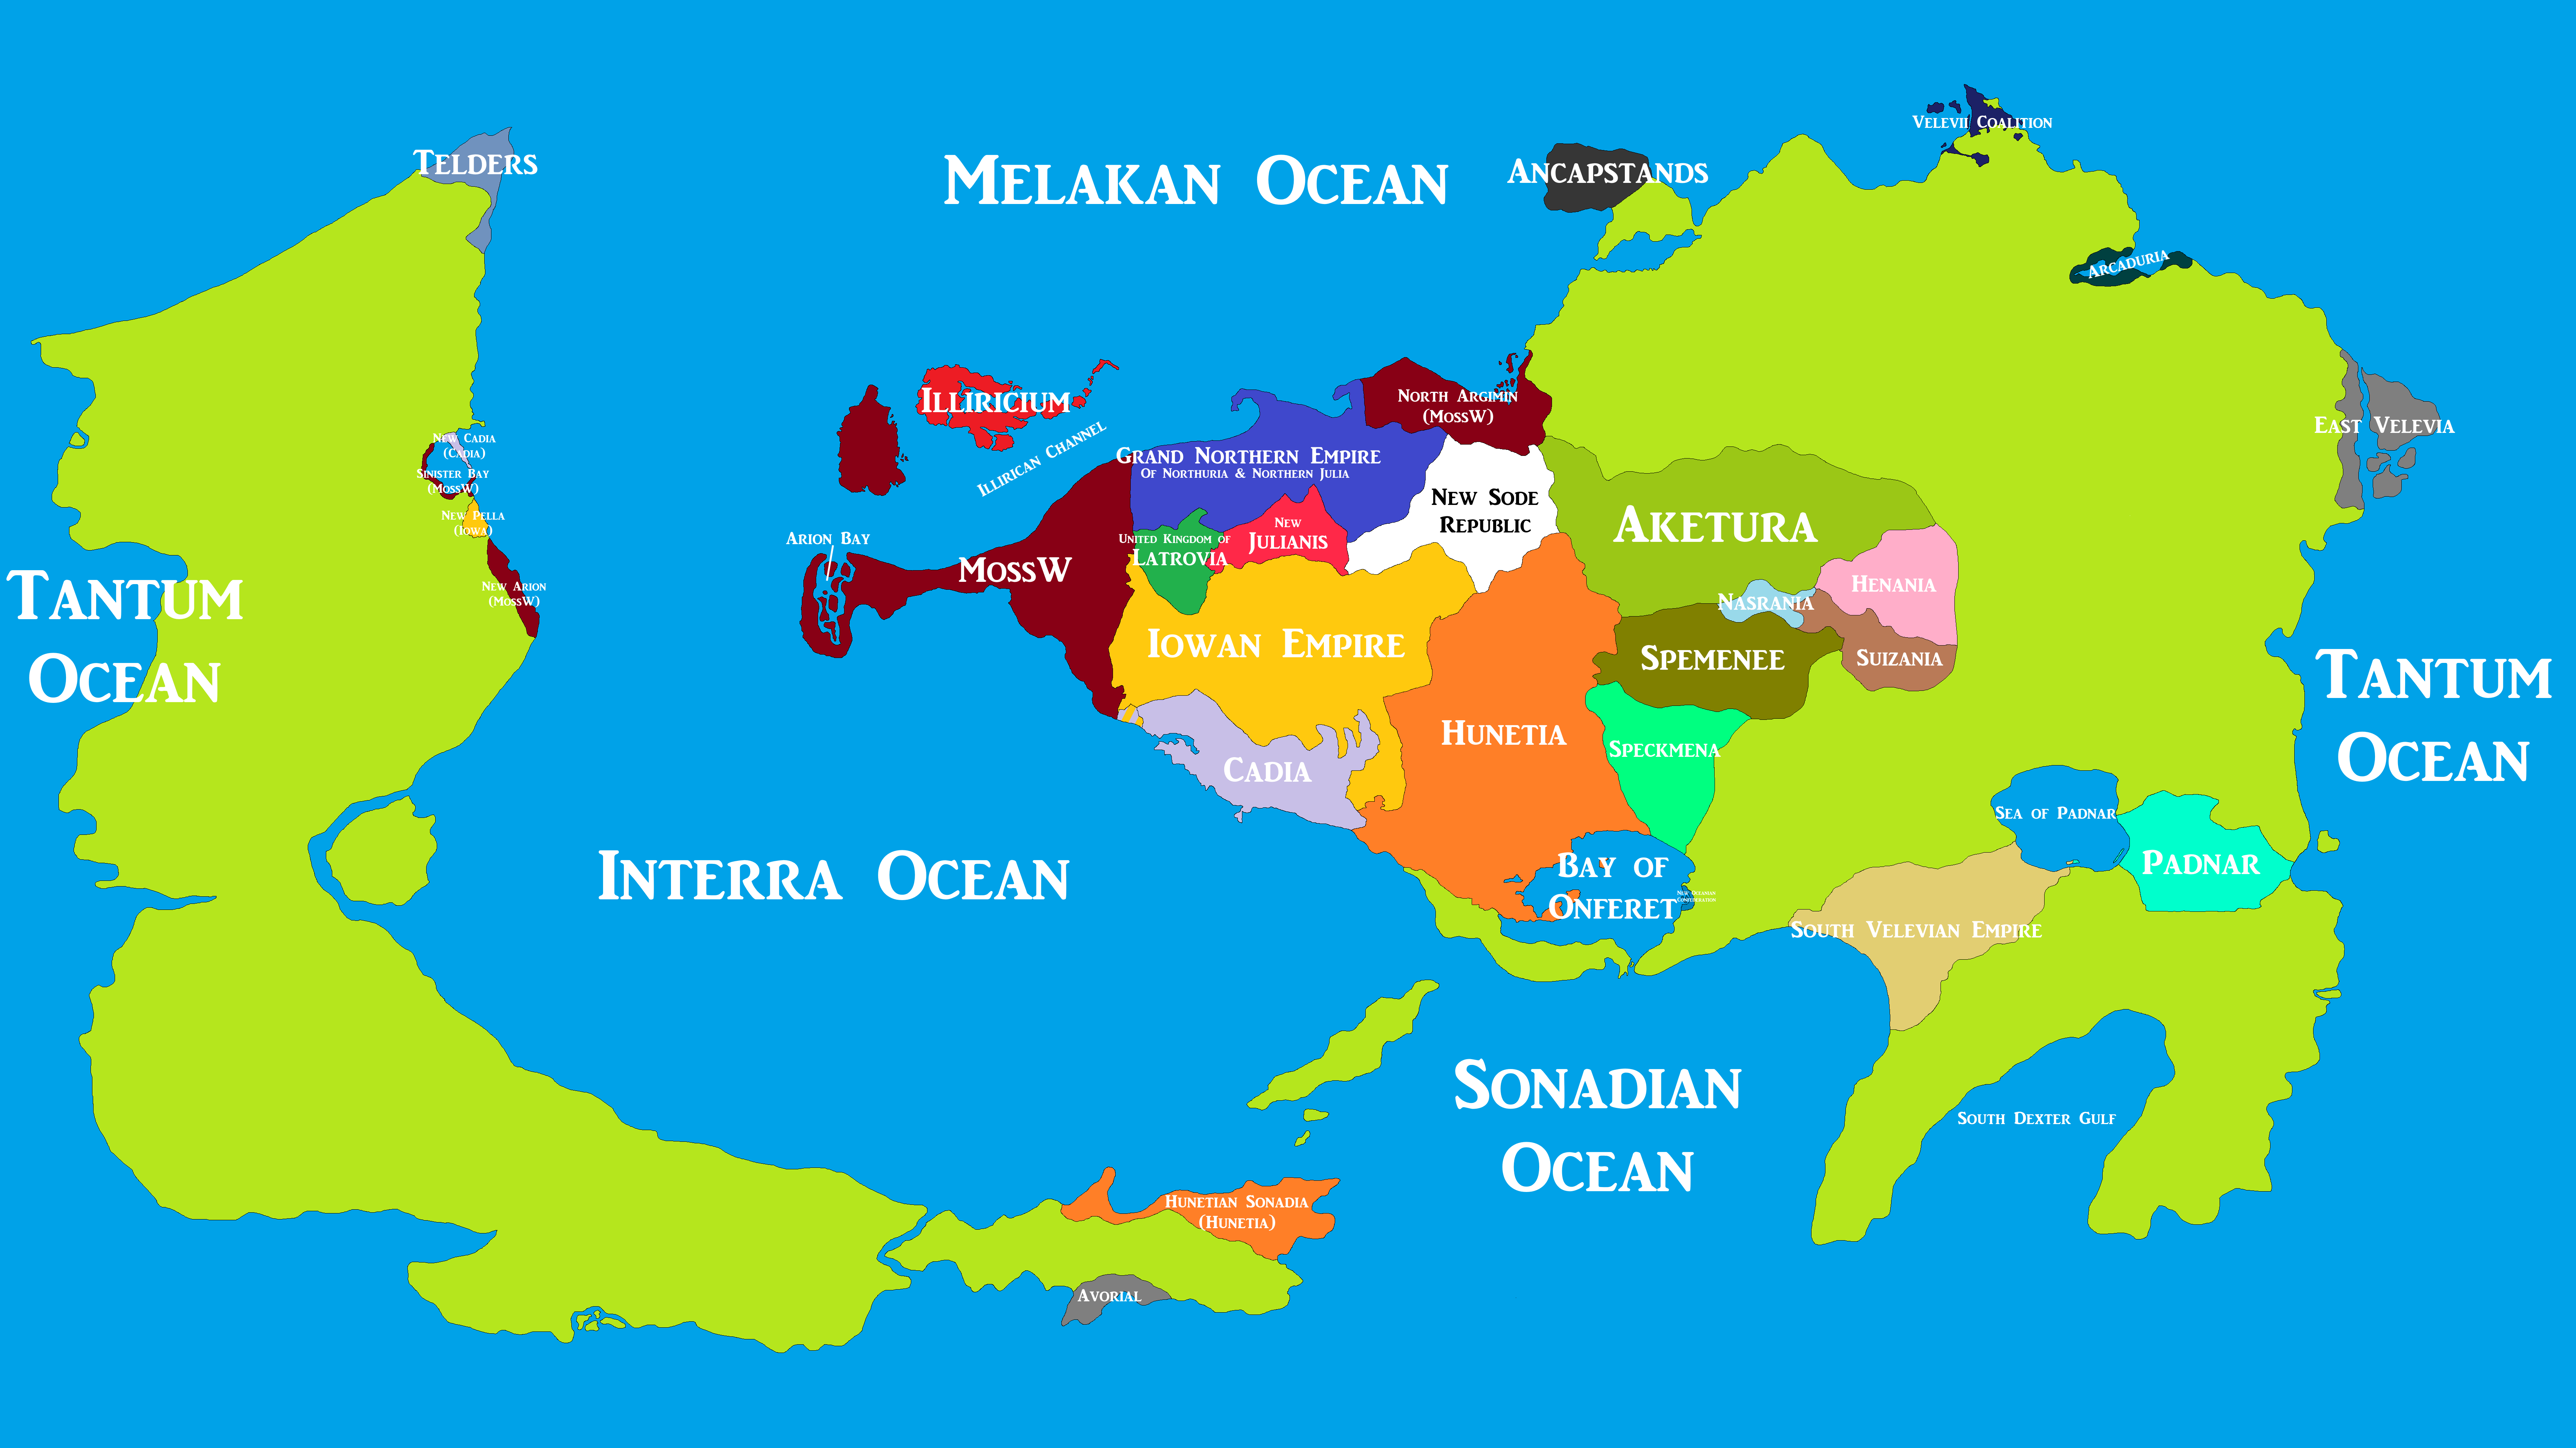 Velevii Coalition
Telders
Melakan Ocean
Ancapstands
Arcaduria
Illiricium
North Argimin
(MossW)
East Velevia
New Cadia
(Cadia)
Illirican Channel
Grand Northern Empire
Of Northuria & Northern Julia
Sinister Bay
(MossW)
New Sode
Republic
New Pella
(Iowa)
New
Julianis
Aketura
Arion Bay
United Kingdom of
Latrovia
MossW
New Arion
(MossW)
Henania
Nasrania
Tantum
Ocean
Iowan Empire
Spemenee
Suizania
Tantum
Ocean
Hunetia
Speckmena
Cadia
Sea of Padnar
Padnar
Interra Ocean
Bay of
Onferet
New Oceanian
Confederation
South Velevian Empire
Sonadian
Ocean
South Dexter Gulf
Hunetian Sonadia
(Hunetia)
Avorial